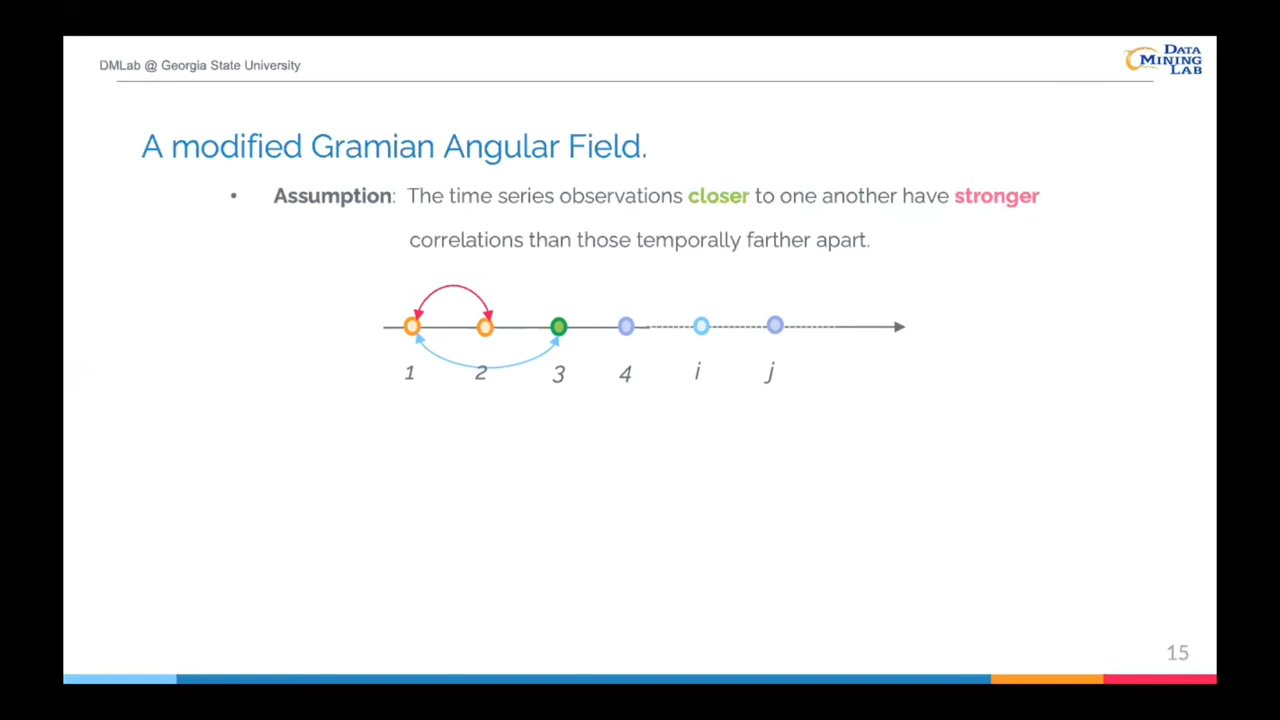 DMLab @ Georgia State University
DATA
MINING
LAB
A modified Gramian Angular Field.
• Assumption: The time series observations closer to one another have stronger
correlations than those temporally farther apart.
1 2 3 4 i j
15